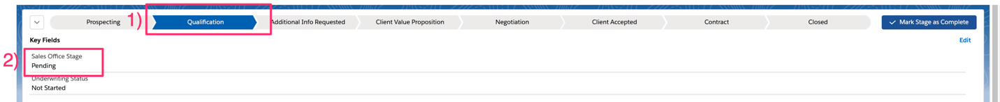 1)
Prospecting
Qualification
Additional Info Requested
Client Value Proposition
Negotiation
Client Accepted
Contract
Closed
Mark Stage as Complete
Key Fields
Edit
2)
Sales Office Stage
Pending
Underwriting Status
Not Started